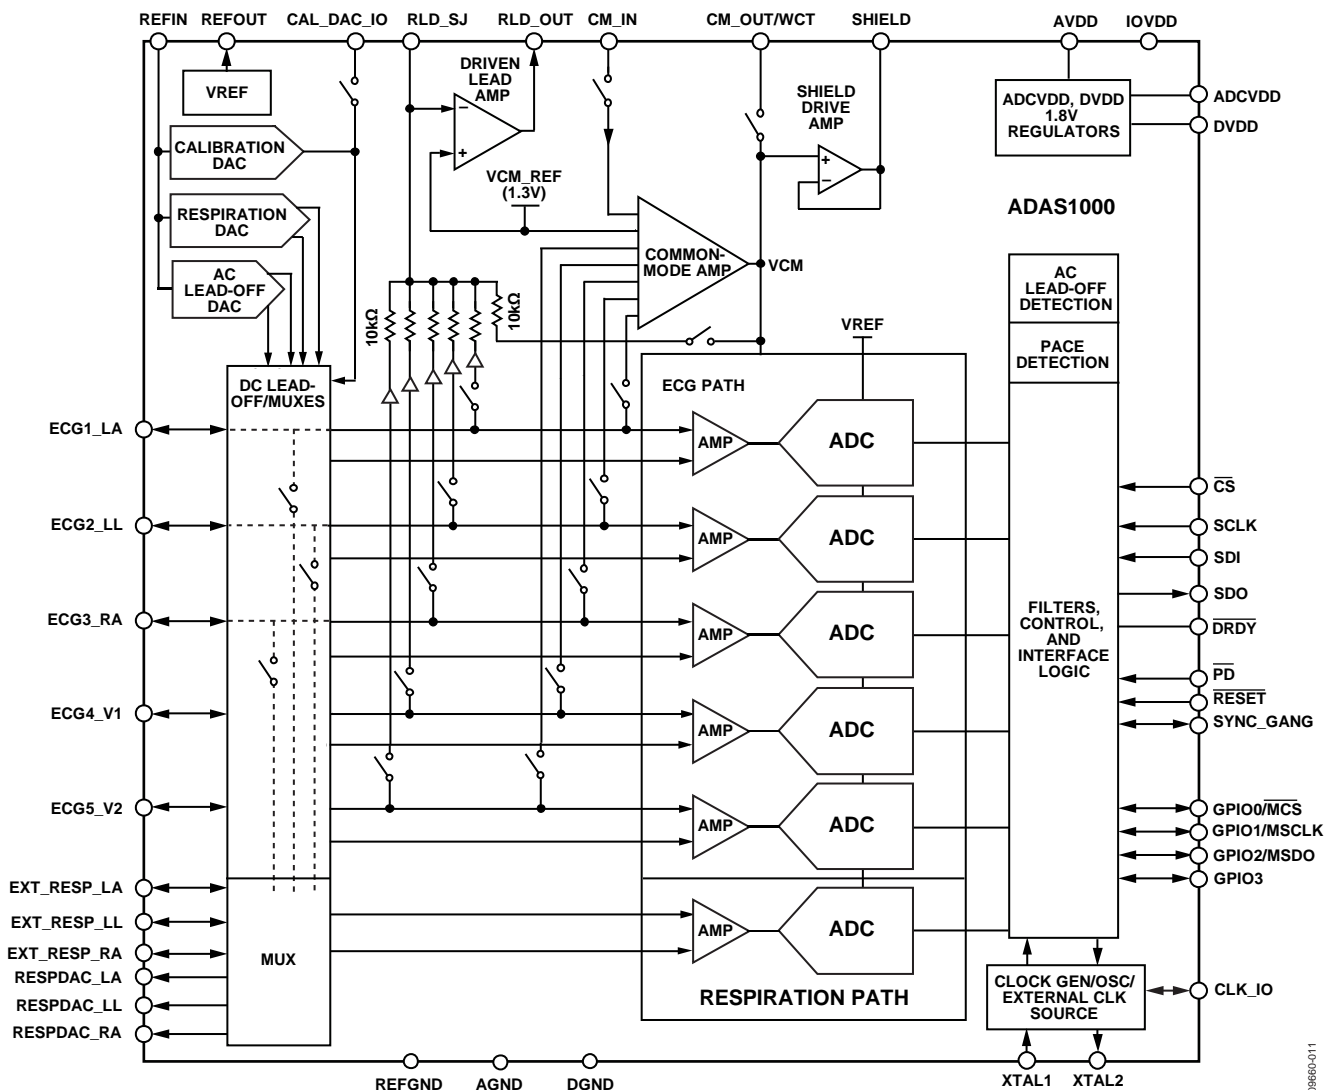 REFIN
REFOUT
CAL_DAC_IO
RLD_SJ
RLD_OUT
CM_IN
CM_OUT/WCT
SHIELD
AVDD
IOVDD
VREF
DRIVEN
LEAD
AMP
–
+
SHIELD
DRIVE
AMP
+
–
ADCVDD, DVDD
1.8V
REGULATORS
ADCVDD
DVDD
CALIBRATION
DAC
VCM_REF
(1.3V)
RESPIRATION
DAC
ADAS1000
COMMON-
MODE AMP
VCM
AC
LEAD-OFF
DAC
AC
LEAD-OFF
DETECTION
10kΩ
10kΩ
VREF
PACE
DETECTION
DC LEAD-
OFF/MUXES
ECG PATH
ECG1_LA
AMP
ADC
CS
ECG2_LL
AMP
ADC
SCLK
SDI
SDO
ECG3_RA
AMP
ADC
FILTERS,
CONTROL,
AND
INTERFACE
LOGIC
DRDY
PD
RESET
SYNC_GANG
ECG4_V1
AMP
ADC
ECG5_V2
AMP
ADC
GPIO0/MCS
GPIO1/MSCLK
GPIO2/MSDO
GPIO3
EXT_RESP_LA
EXT_RESP_LL
EXT_RESP_RA
RESPDAC_LA
RESPDAC_LL
RESPDAC_RA
MUX
AMP
ADC
RESPIRATION PATH
CLOCK GEN/OSC/
EXTERNAL CLK
SOURCE
CLK_IO
REFGND
AGND
DGND
XTAL1
XTAL2
09660-011